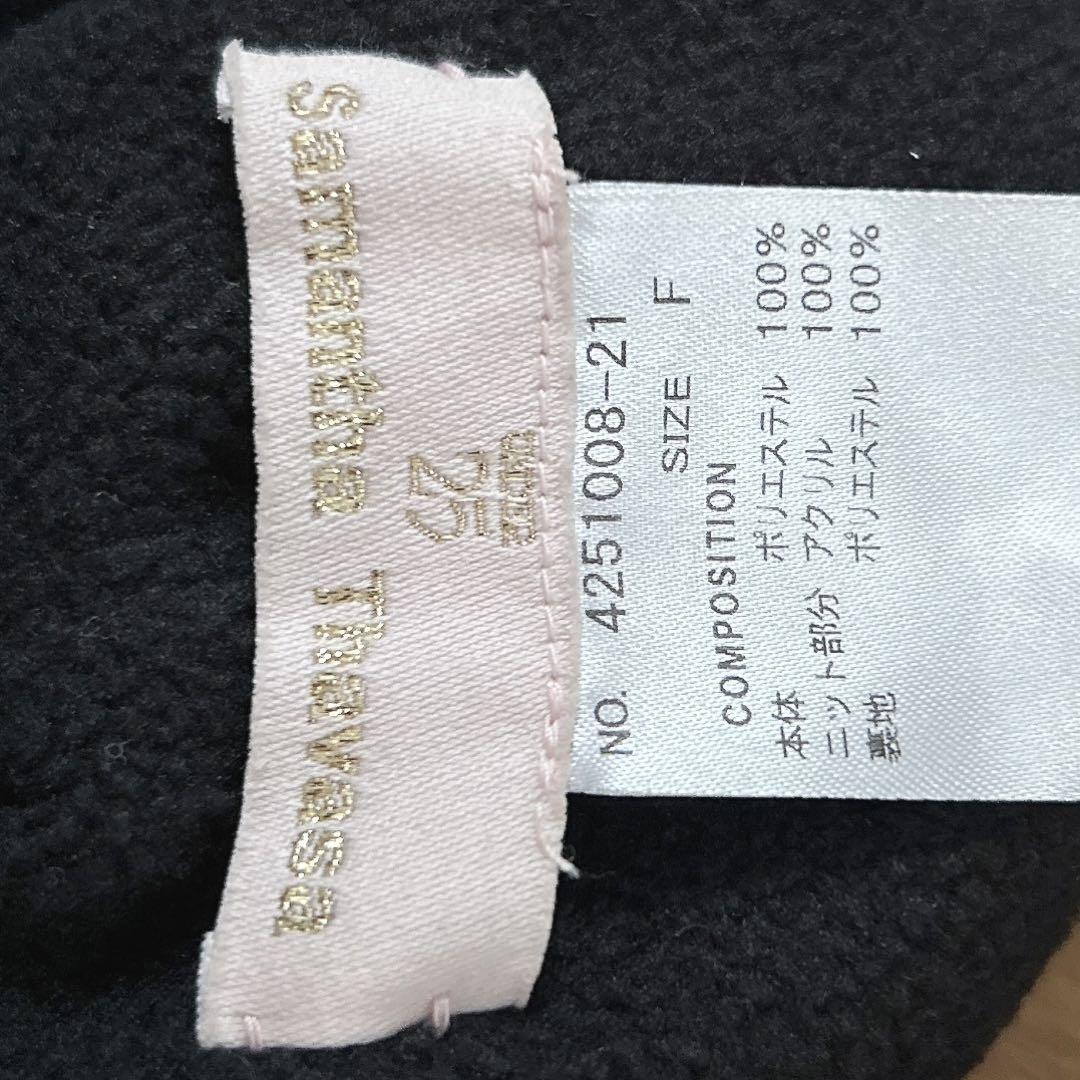 Samantha Thavasa
25
NO. 4251008-21
SIZE F
COMPOSITION
本体 ポリエステル 100%
ニット部分 アクリル 100%
裏地 ポリエステル 100%